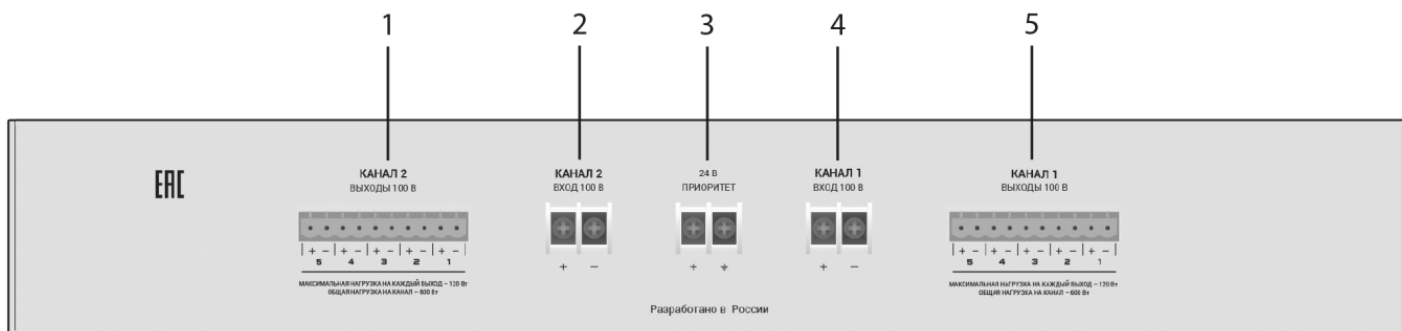 1 2 3 4 5
EAC
КАНАЛ 2
ВЫХОДЫ 100 В
+ - + - + - + - + -
5 4 3 2 1
МАКСИМАЛЬНАЯ НАГРУЗКА НА КАЖДЫЙ ВЫХОД – 120 Вт
ОБЩАЯ НАГРУЗКА НА КАНАЛ – 600 Вт
КАНАЛ 2
ВХОД 100 В
+ −
24 В
ПРИОРИТЕТ
+ ⏚
КАНАЛ 1
ВХОД 100 В
+ −
КАНАЛ 1
ВЫХОДЫ 100 В
+ - + - + - + - + -
5 4 3 2 1
МАКСИМАЛЬНАЯ НАГРУЗКА НА КАЖДЫЙ ВЫХОД – 120 Вт
ОБЩАЯ НАГРУЗКА НА КАНАЛ – 600 Вт
Разработано в России